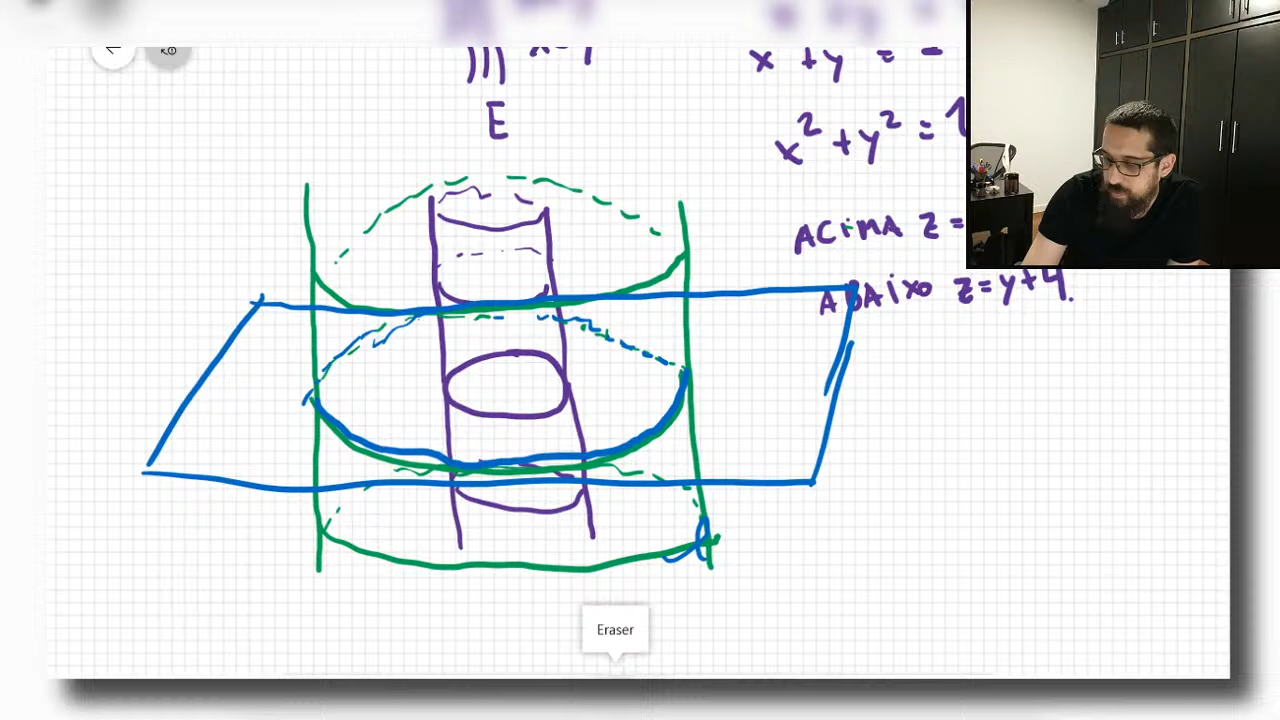 E
x² + y² = 1
ACIMA z =
ABAIXO z = y + 4.
Eraser